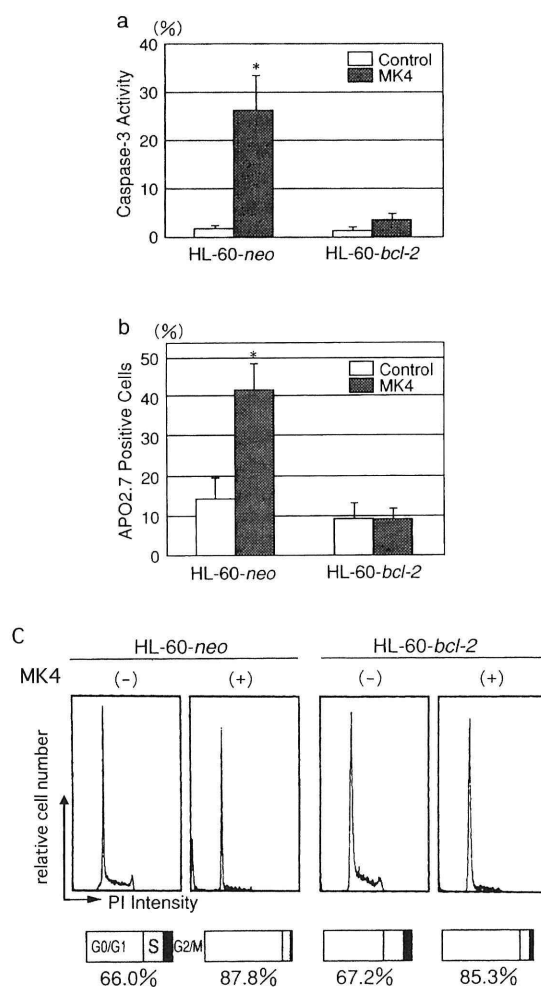 a
(%)
40
30
20
10
0
Caspase-3 Activity
Control
MK4
*
HL-60-neo HL-60-bcl-2
b
(%)
50
40
30
20
10
0
APO2.7 Positive Cells
Control
MK4
*
HL-60-neo HL-60-bcl-2
C
HL-60-neo HL-60-bcl-2
MK4 (-) (+) (-) (+)
relative cell number
PI Intensity
G0/G1 S G2/M
66.0% 87.8% 67.2% 85.3%